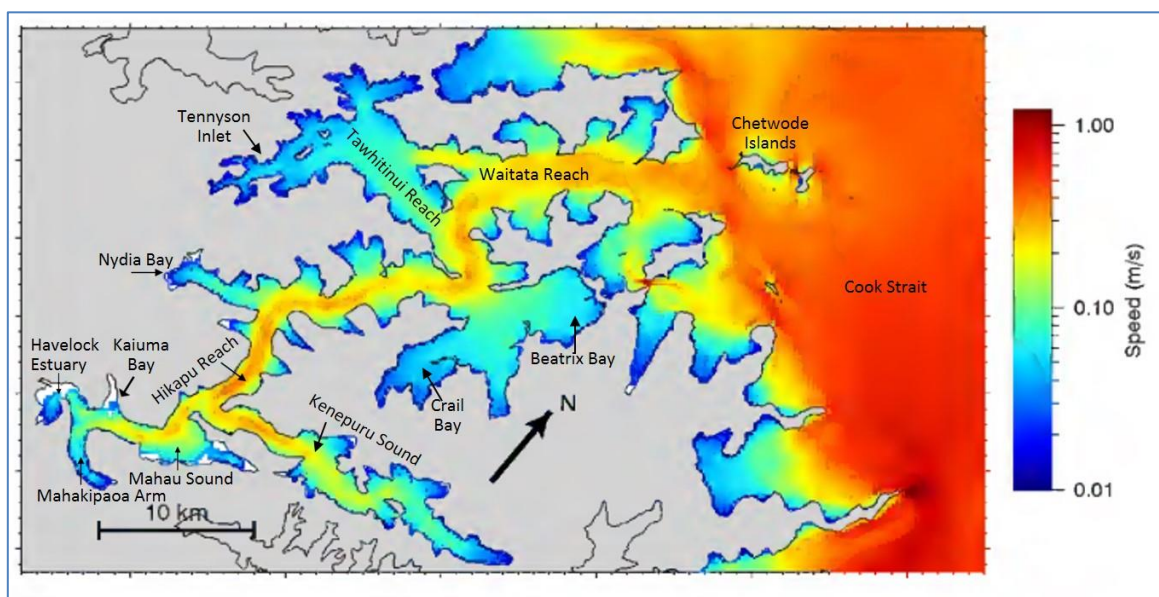 Chetwode
Islands
Tennyson
Inlet
Tawhitinui Reach
Waitata Reach
Nydia Bay
Cook Strait
Havelock
Estuary
Kaiuma
Bay
Hikapu Reach
Beatrix Bay
Crail
Bay
N
Kenepuru Sound
Mahau Sound
Mahakipaoa Arm
10 km
1.00
0.10
0.01
Speed (m/s)